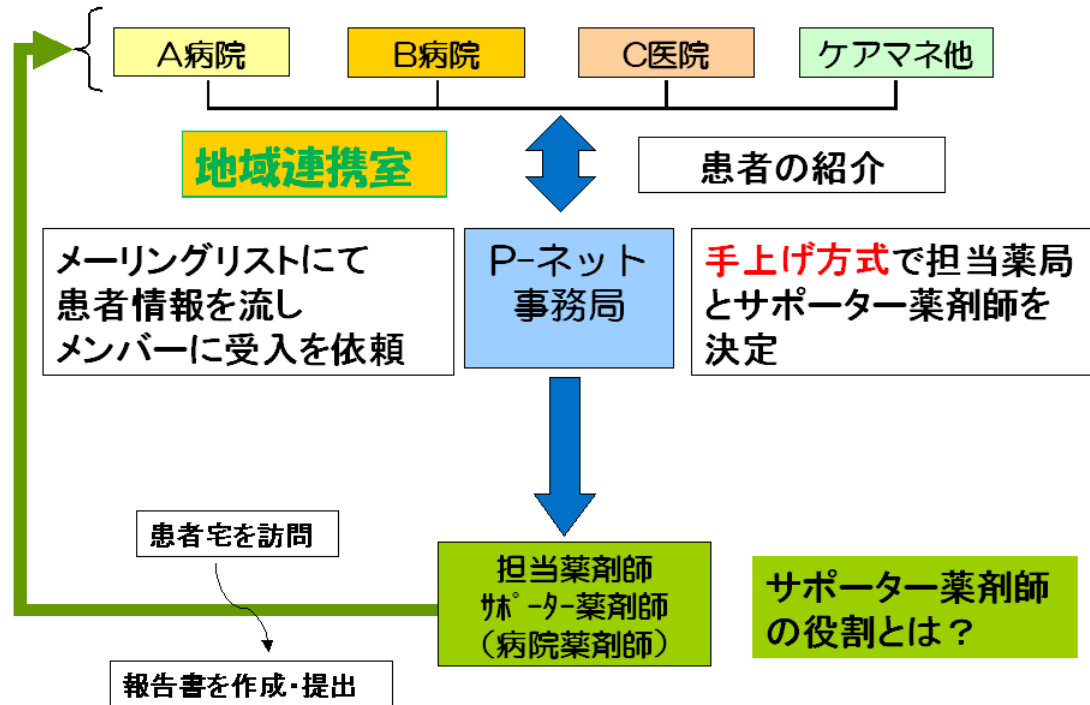 A病院
B病院
C医院
ケアマネ他
地域連携室
患者の紹介
メーリングリストにて
患者情報を流し
メンバーに受入を依頼
P-ネット
事務局
手上げ方式で担当薬局
とサポーター薬剤師を
決定
患者宅を訪問
報告書を作成・提出
担当薬剤師
ｻﾎﾟｰﾀｰ薬剤師
（病院薬剤師）
サポーター薬剤師
の役割とは？